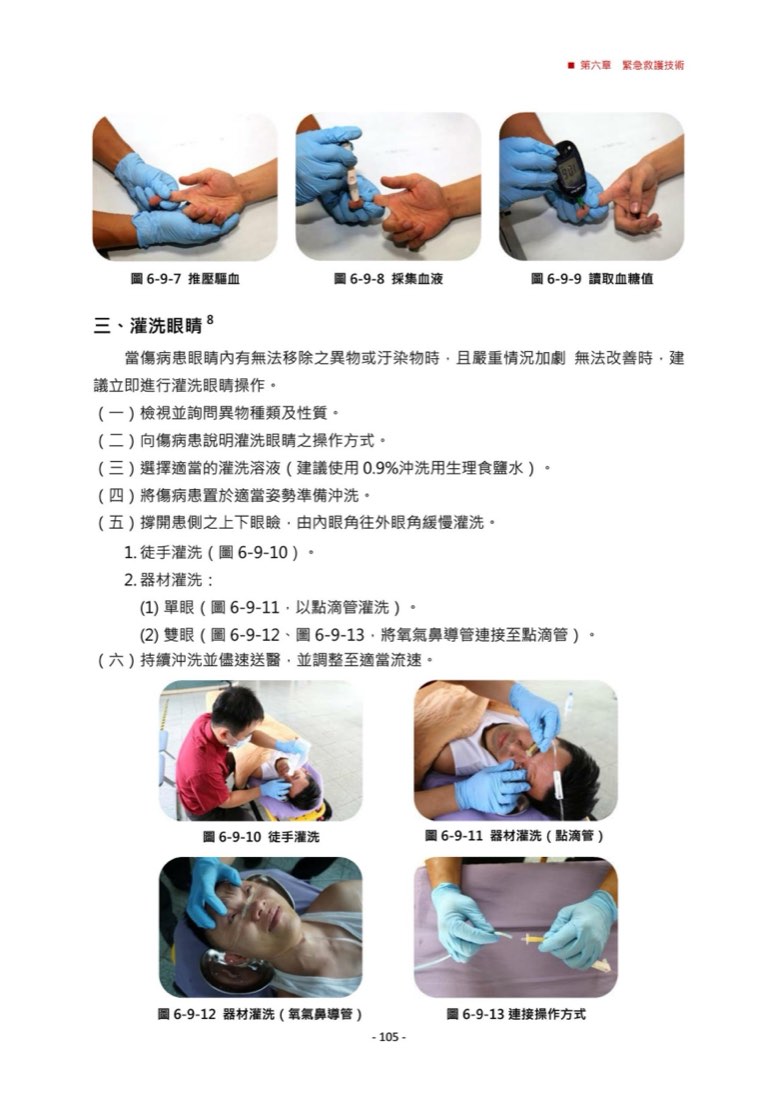 ■ 第六章 緊急救護技術
圖 6-9-7 推壓驅血
圖 6-9-8 採集血液
圖 6-9-9 讀取血糖值
三、灌洗眼睛 8
當傷病患眼睛內有無法移除之異物或汙染物時，且嚴重情況加劇 無法改善時，建
議立即進行灌洗眼睛操作。
（一）檢視並詢問異物種類及性質。
（二）向傷病患說明灌洗眼睛之操作方式。
（三）選擇適當的灌洗溶液（建議使用 0.9%沖洗用生理食鹽水）。
（四）將傷病患置於適當姿勢準備沖洗。
（五）撐開患側之上下眼瞼，由內眼角往外眼角緩慢灌洗。
1. 徒手灌洗（圖 6-9-10）。
2. 器材灌洗：
(1) 單眼（圖 6-9-11，以點滴管灌洗）。
(2) 雙眼（圖 6-9-12、圖 6-9-13，將氧氣鼻導管連接至點滴管）。
（六）持續沖洗並儘速送醫，並調整至適當流速。
圖 6-9-10 徒手灌洗
圖 6-9-11 器材灌洗（點滴管）
圖 6-9-12 器材灌洗（氧氣鼻導管）
圖 6-9-13 連接操作方式
- 105 -